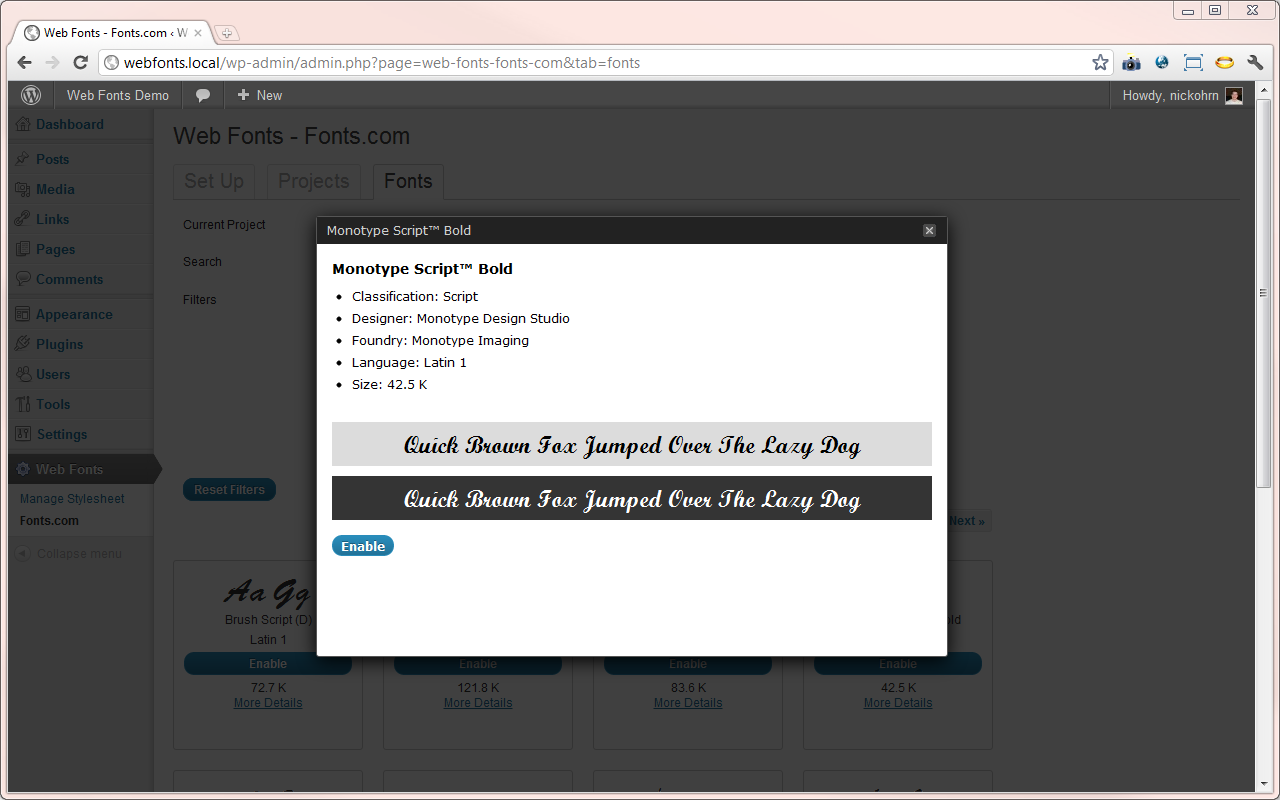 Web Fonts - Fonts.com ‹ W
webfonts.local/wp-admin/admin.php?page=web-fonts-fonts-com&tab=fonts
Web Fonts Demo
New
Howdy, nickohrn
Dashboard
Posts
Media
Links
Pages
Comments
Appearance
Plugins
Users
Tools
Settings
Web Fonts
Manage Stylesheet
Fonts.com
Collapse menu
Web Fonts - Fonts.com
Set Up Projects Fonts
Current Project
Search
Filters
Reset Filters
Next »
Monotype Script™ Bold
Monotype Script™ Bold
Classification: Script
Designer: Monotype Design Studio
Foundry: Monotype Imaging
Language: Latin 1
Size: 42.5 K
Quick Brown Fox Jumped Over The Lazy Dog
Quick Brown Fox Jumped Over The Lazy Dog
Enable
Aa Gg
Brush Script (D)
Latin 1
Enable Enable Enable Enable
72.7 K 121.8 K 83.6 K 42.5 K
More Details More Details More Details More Details